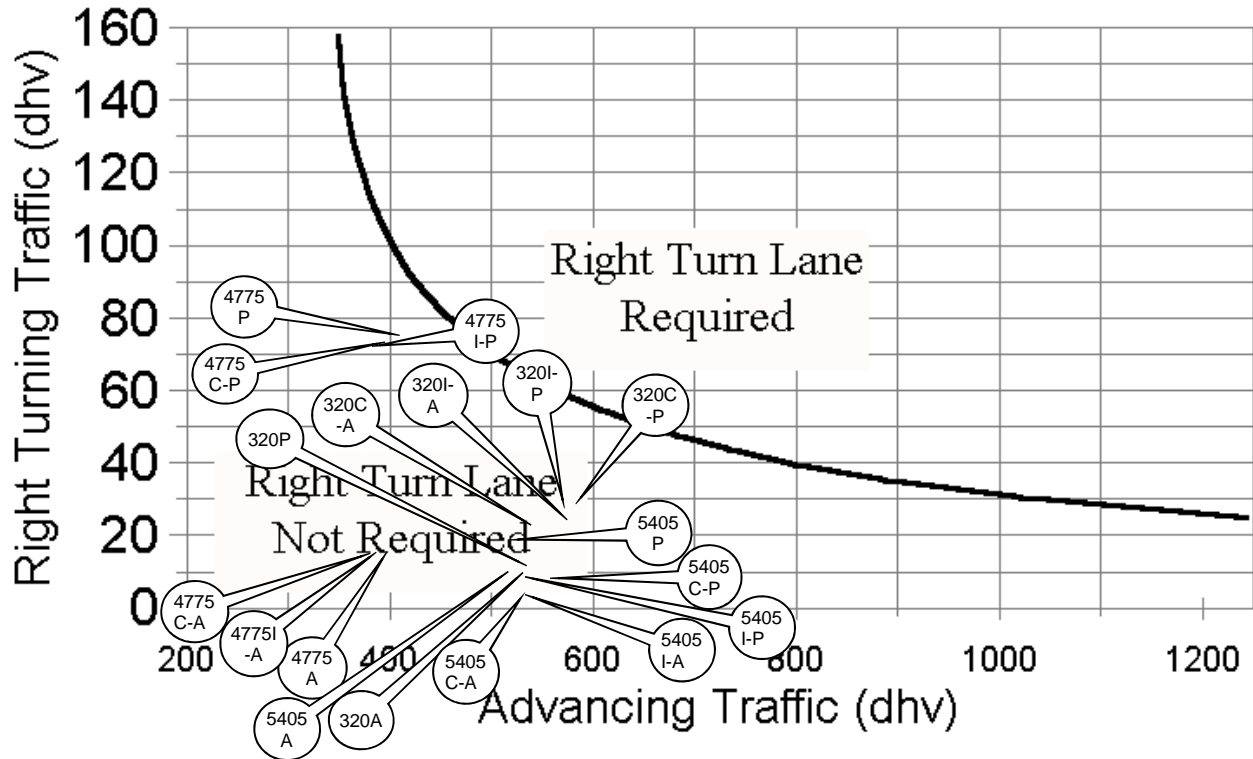 160
140
120
100
80
60
40
20
0
Right Turning Traffic (dhv)
Right Turn Lane
Required
4775
P
4775
I-P
4775
C-P
320I-
A
320I-
P
320C
-A
320C
-P
320P
Right Turn Lane
Not Required
5405
P
5405
C-P
4775
C-A
4775I
-A
4775
A
5405
C-A
5405
I-A
5405
I-P
5405
A
320A
200
400
600
800
1000
1200
Advancing Traffic (dhv)